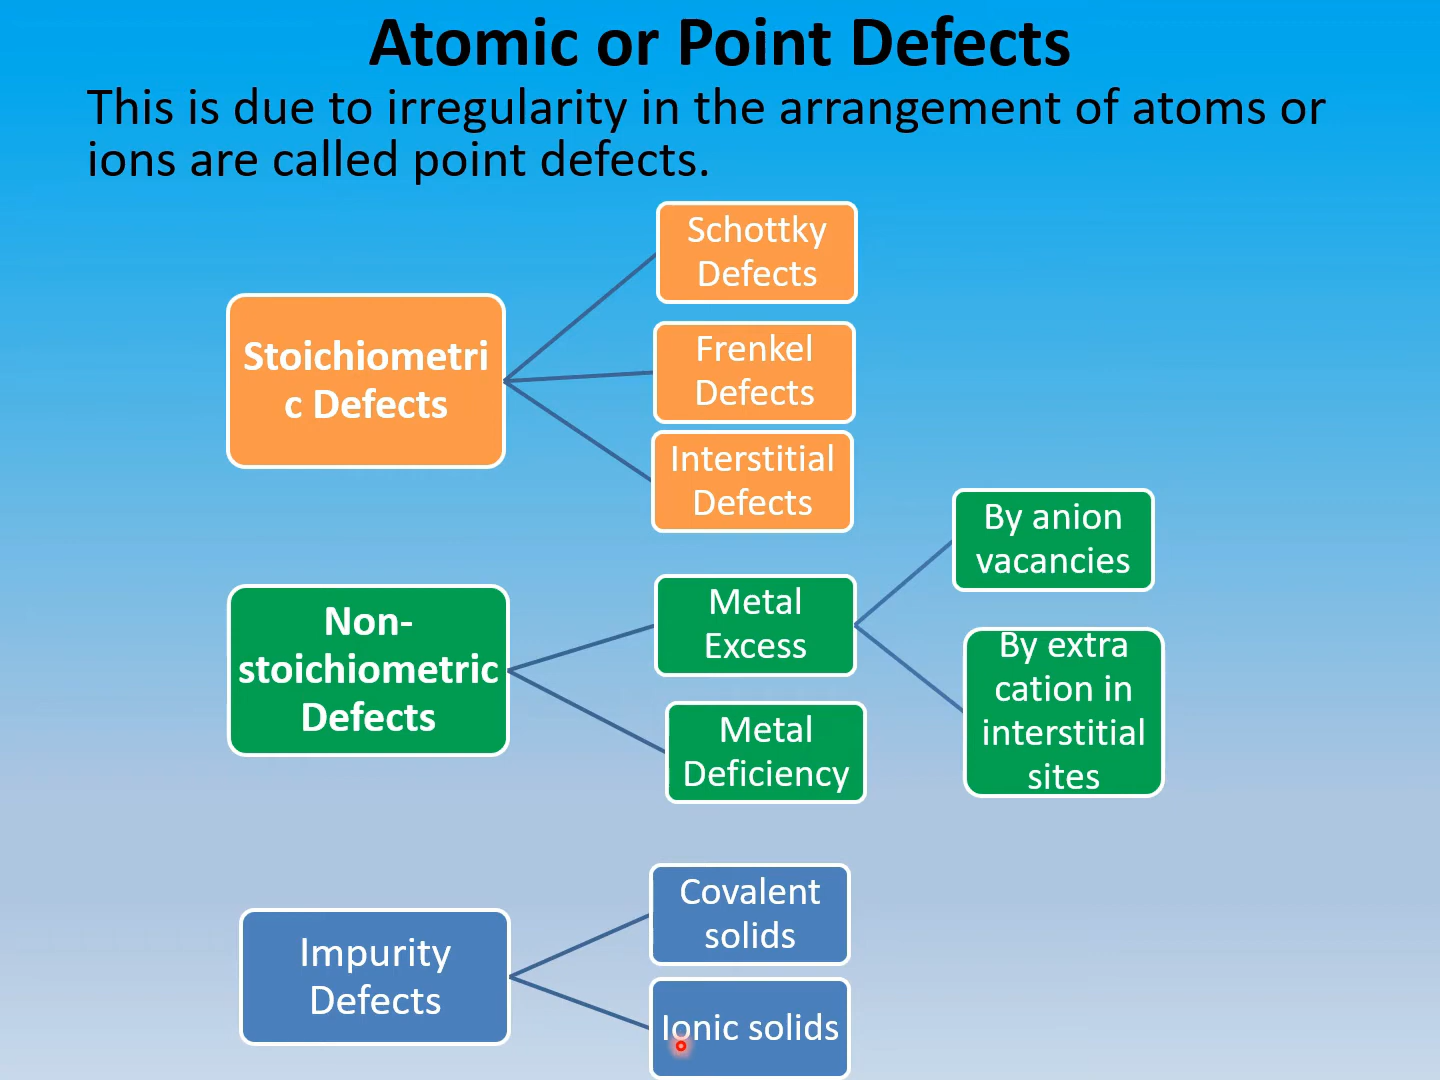 Atomic or Point Defects
This is due to irregularity in the arrangement of atoms or
ions are called point defects.
Schottky
Defects
Stoichiometri
c Defects
Frenkel
Defects
Interstitial
Defects
By anion
vacancies
Non-
stoichiometric
Defects
Metal
Excess
By extra
cation in
interstitial
sites
Metal
Deficiency
Impurity
Defects
Covalent
solids
Ionic solids